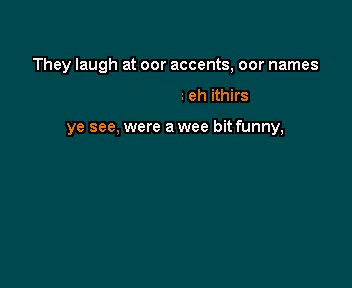 They laugh at oor accents, oor names
eh ithirs
ye see, were a wee bit funny,